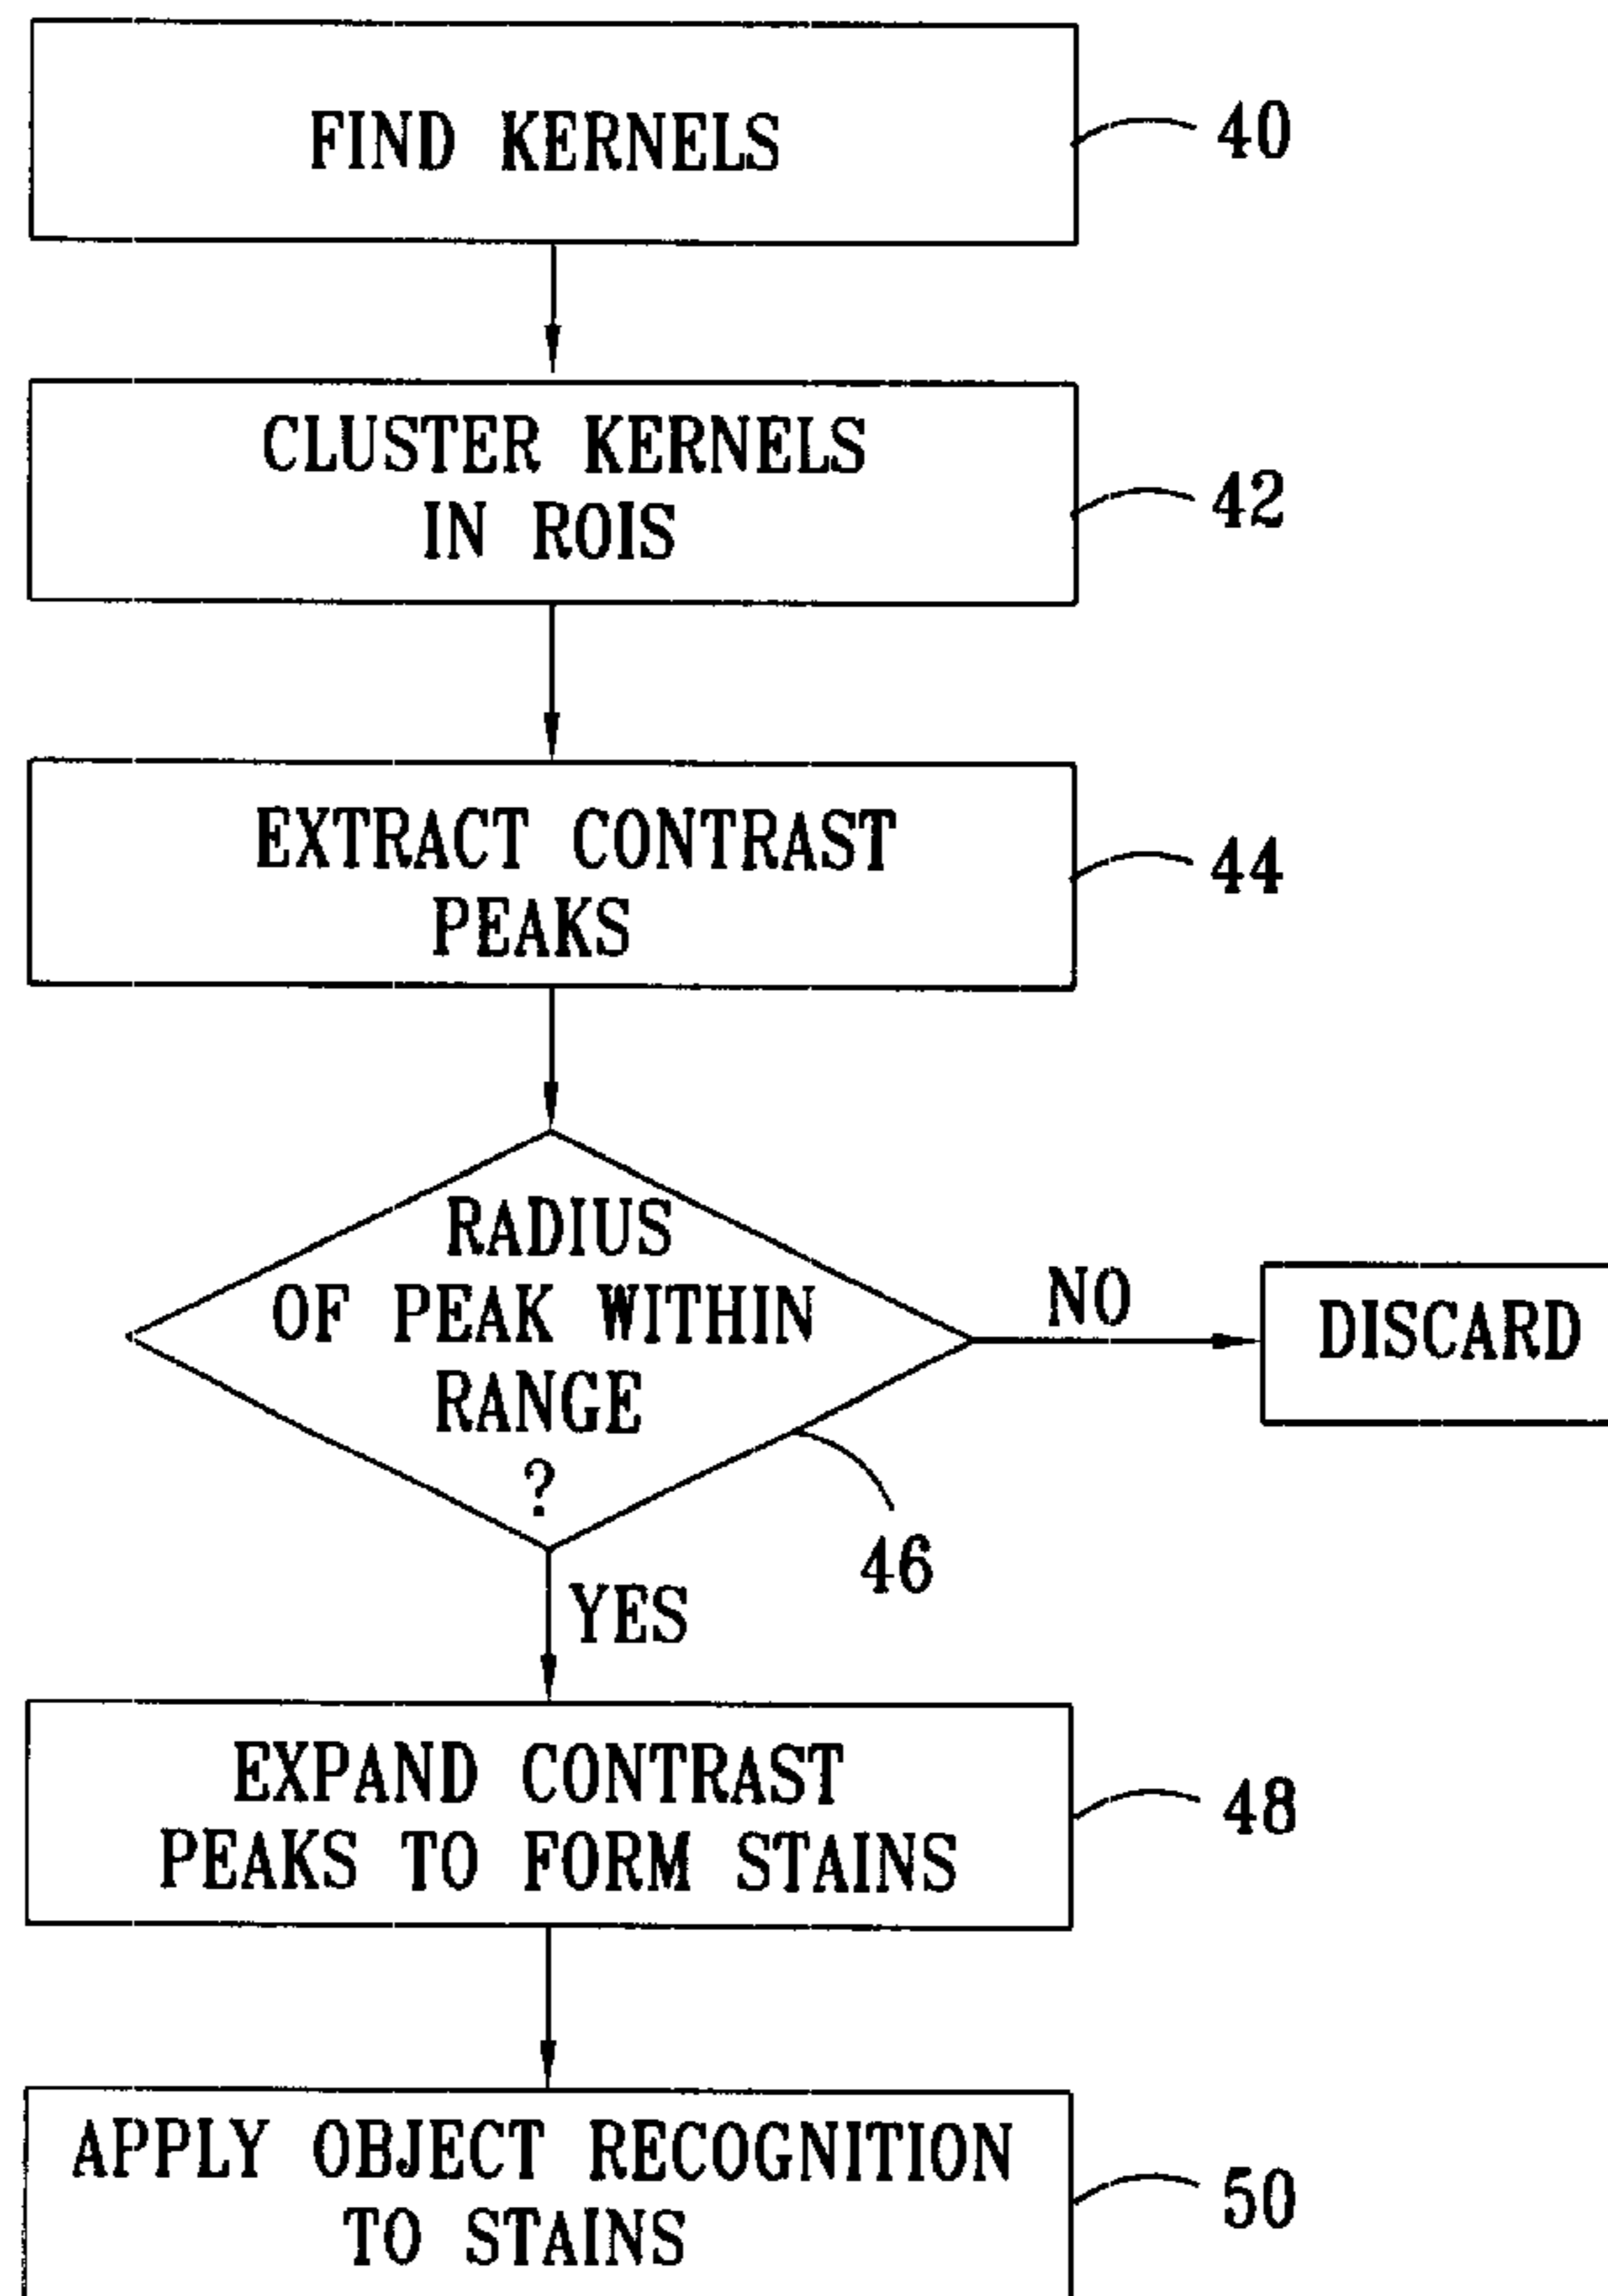 FIND KERNELS
40
CLUSTER KERNELS
IN ROIS
42
EXTRACT CONTRAST
PEAKS
44
RADIUS
OF PEAK WITHIN
RANGE
?
NO
DISCARD
46
YES
EXPAND CONTRAST
PEAKS TO FORM STAINS
48
APPLY OBJECT RECOGNITION
TO STAINS
50